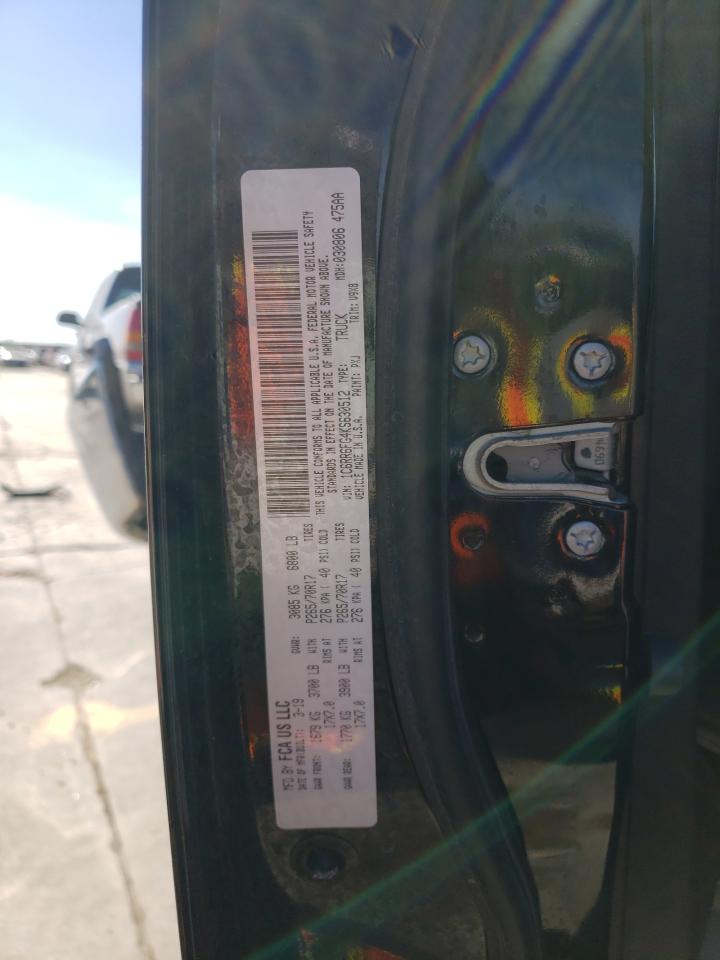 MFD BY FCA US LLC
DATE OF MFR(BUILT): 3-19 GVWR: 3085 KG 6800 LB
GAWR FRONT: 1679 KG 3700 LB WITH P265/70R17 TIRES
17X7.0 RIMS AT 276 KPA ( 40 PSI) COLD
GAWR REAR: 1770 KG 3900 LB WITH P265/70R17 TIRES
17X7.0 RIMS AT 276 KPA ( 40 PSI) COLD
THIS VEHICLE CONFORMS TO ALL APPLICABLE U.S.A. FEDERAL MOTOR VEHICLE SAFETY
STANDARDS IN EFFECT ON THE DATE OF MANUFACTURE SHOWN ABOVE.
VIN: 1C6RR6FG4KS630512 TYPE: TRUCK MDH:030806 475AA
VEHICLE MADE IN U.S.A. PAINT: PXJ TRIM: V9X8